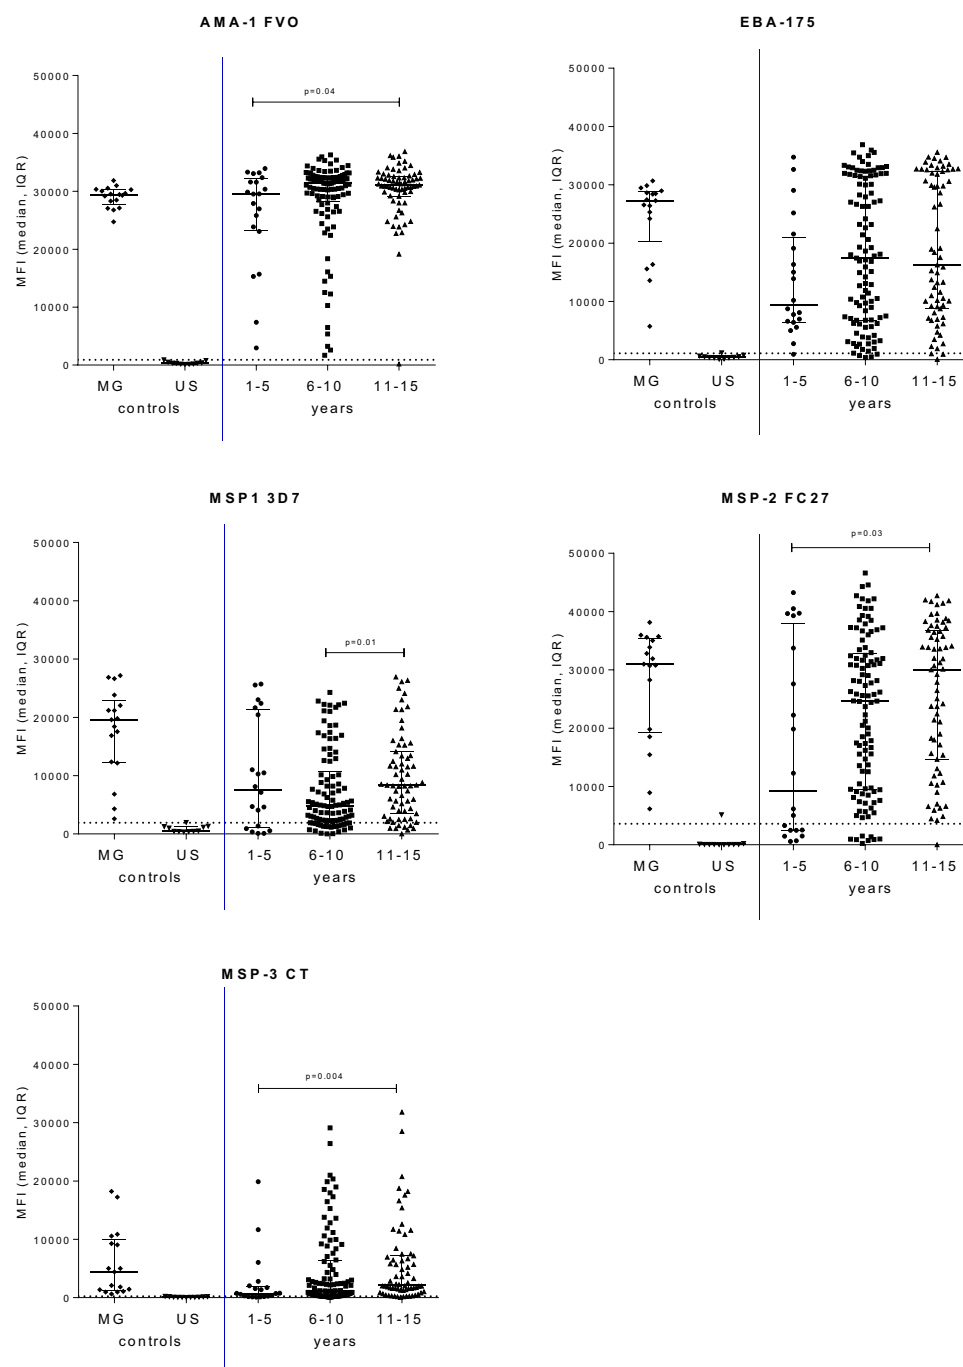 AMA-1 FVO
50000
40000
30000
20000
10000
0
MFI (median, IQR)
p=0.04
MG US 1-5 6-10 11-15
controls years
EBA-175
50000
40000
30000
20000
10000
0
MFI (median, IQR)
MG US 1-5 6-10 11-15
controls years
MSP1 3D7
50000
40000
30000
20000
10000
0
MFI (median, IQR)
p=0.01
MG US 1-5 6-10 11-15
controls years
MSP-2 FC27
50000
40000
30000
20000
10000
0
MFI (median, IQR)
p=0.03
MG US 1-5 6-10 11-15
controls years
MSP-3 CT
50000
40000
30000
20000
10000
0
MFI (median, IQR)
p=0.004
MG US 1-5 6-10 11-15
controls years